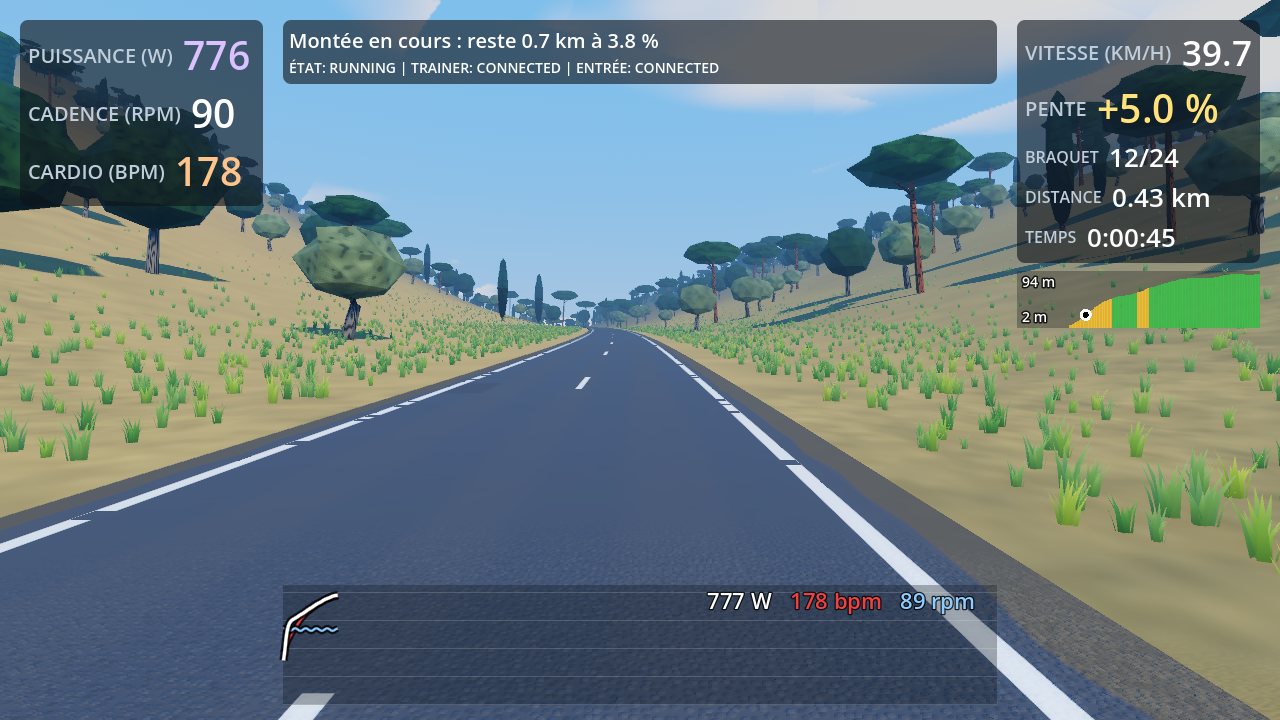 PUISSANCE (W) 776
CADENCE (RPM) 90
CARDIO (BPM) 178
Montée en cours : reste 0.7 km à 3.8 %
ÉTAT: RUNNING | TRAINER: CONNECTED | ENTRÉE: CONNECTED
VITESSE (KM/H) 39.7
PENTE +5.0 %
BRAQUET 12/24
DISTANCE 0.43 km
TEMPS 0:00:45
94 m
2 m
777 W 178 bpm 89 rpm